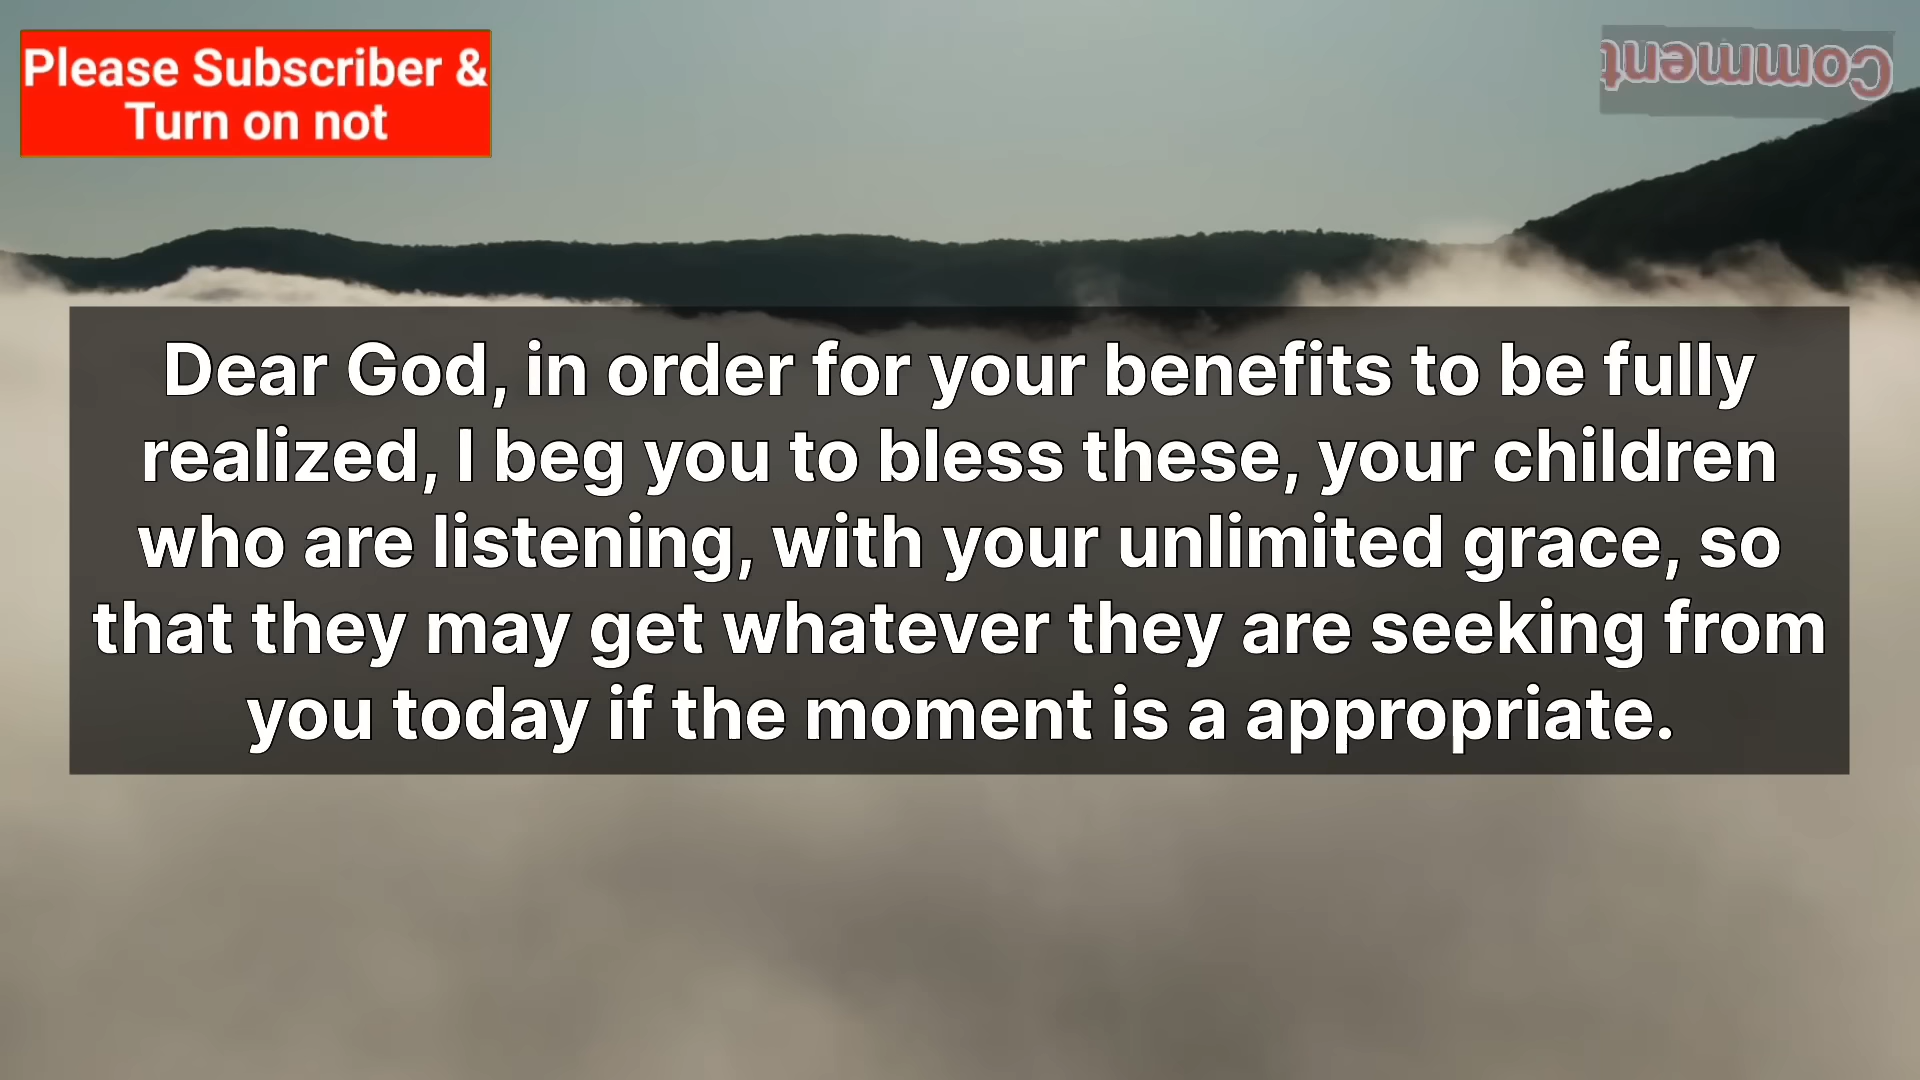 Please Subscriber &
Turn on not
Comment
Dear God, in order for your benefits to be fully
realized, I beg you to bless these, your children
who are listening, with your unlimited grace, so
that they may get whatever they are seeking from
you today if the moment is a appropriate.